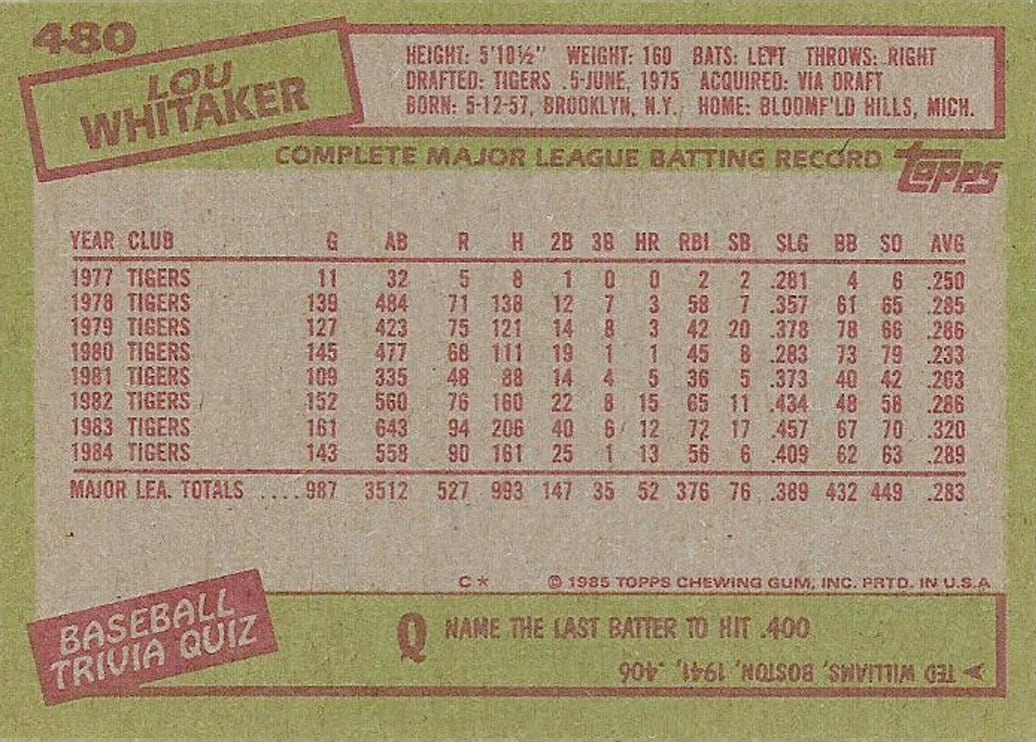 480
LOU
WHITAKER
HEIGHT: 5'10½" WEIGHT: 160 BATS: LEFT THROWS: RIGHT
DRAFTED: TIGERS .5-JUNE, 1975 ACQUIRED: VIA DRAFT
BORN: 5-12-57, BROOKLYN, N.Y. HOME: BLOOMF'LD HILLS, MICH.
COMPLETE MAJOR LEAGUE BATTING RECORD topps
YEAR CLUB G AB R H 2B 3B HR RBI SB SLG BB SO AVG
1977 TIGERS 11 32 5 8 1 0 0 2 2 .281 4 6 .250
1978 TIGERS 139 484 71 138 12 7 3 58 7 .357 61 65 .285
1979 TIGERS 127 423 75 121 14 8 3 42 20 .378 78 66 .286
1980 TIGERS 145 477 68 111 19 1 1 45 8 .283 73 79 .233
1981 TIGERS 109 335 48 88 14 4 5 36 5 .373 40 42 .263
1982 TIGERS 152 560 76 160 22 8 15 65 11 .434 48 58 .286
1983 TIGERS 161 643 94 206 40 6 12 72 17 .457 67 70 .320
1984 TIGERS 143 558 90 161 25 1 13 56 6 .409 62 63 .289
MAJOR LEA. TOTALS ....987 3512 527 993 147 35 52 376 76 .389 432 449 .283
C* © 1985 TOPPS CHEWING GUM, INC. PRTD. IN U.S.A
BASEBALL
TRIVIA QUIZ
Q NAME THE LAST BATTER TO HIT .400
TED WILLIAMS, BOSTON, 1941, .406